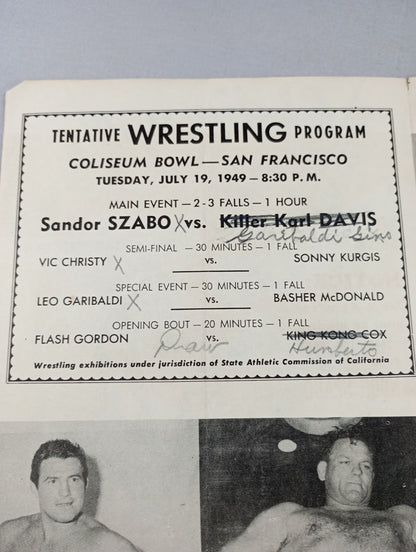 TENTATIVE WRESTLING PROGRAM
COLISEUM BOWL — SAN FRANCISCO
TUESDAY, JULY 19, 1949 — 8:30 P. M.
MAIN EVENT — 2 - 3 FALLS — 1 HOUR
Sandor SZABO X vs. Killer Karl DAVIS
Garibaldi Sins
SEMI-FINAL — 30 MINUTES — 1 FALL
VIC CHRISTY X vs. SONNY KURGIS
SPECIAL EVENT — 30 MINUTES — 1 FALL
LEO GARIBALDI X vs. BASHER McDONALD
OPENING BOUT — 20 MINUTES — 1 FALL
FLASH GORDON vs. KING KONG COX
Draw Humberto
Wrestling exhibitions under jurisdiction of State Athletic Commission of California